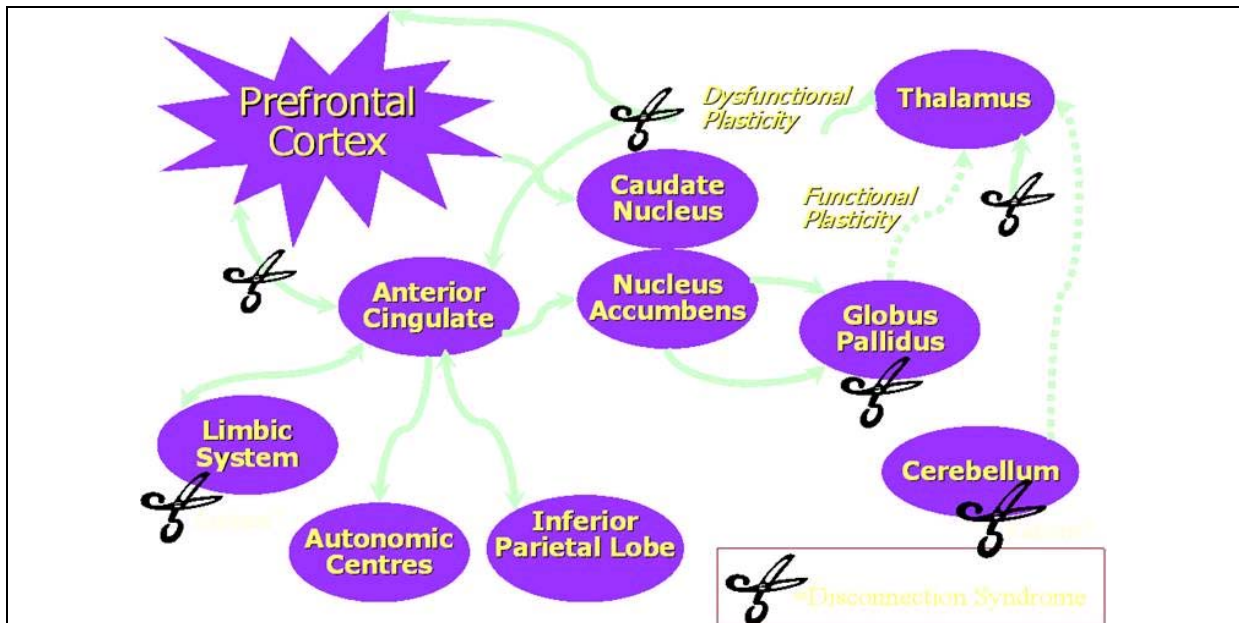 Prefrontal
Cortex
Dysfunctional
Plasticity
Thalamus
Caudate
Nucleus
Functional
Plasticity
Anterior
Cingulate
Nucleus
Accumbens
Globus
Pallidus
Limbic
System
Cerebellum
Autonomic
Centres
Inferior
Parietal Lobe
=Disconnection Syndrome